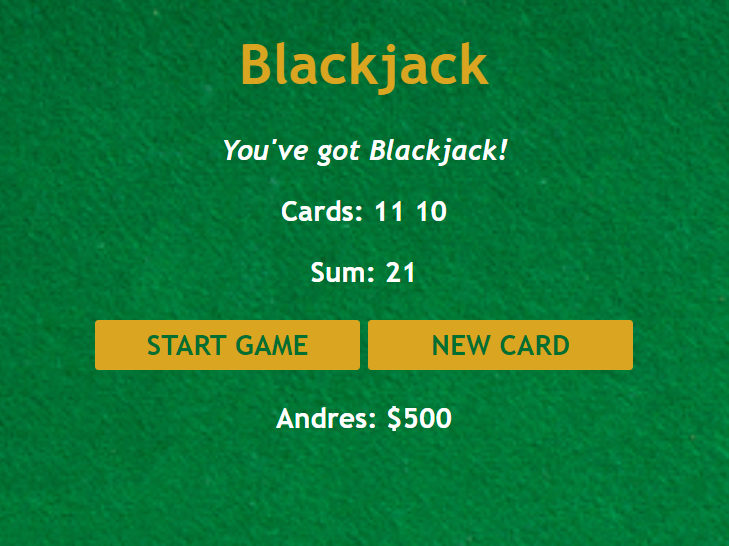 Blackjack
You've got Blackjack!
Cards: 11 10
Sum: 21
START GAME NEW CARD
Andres: $500